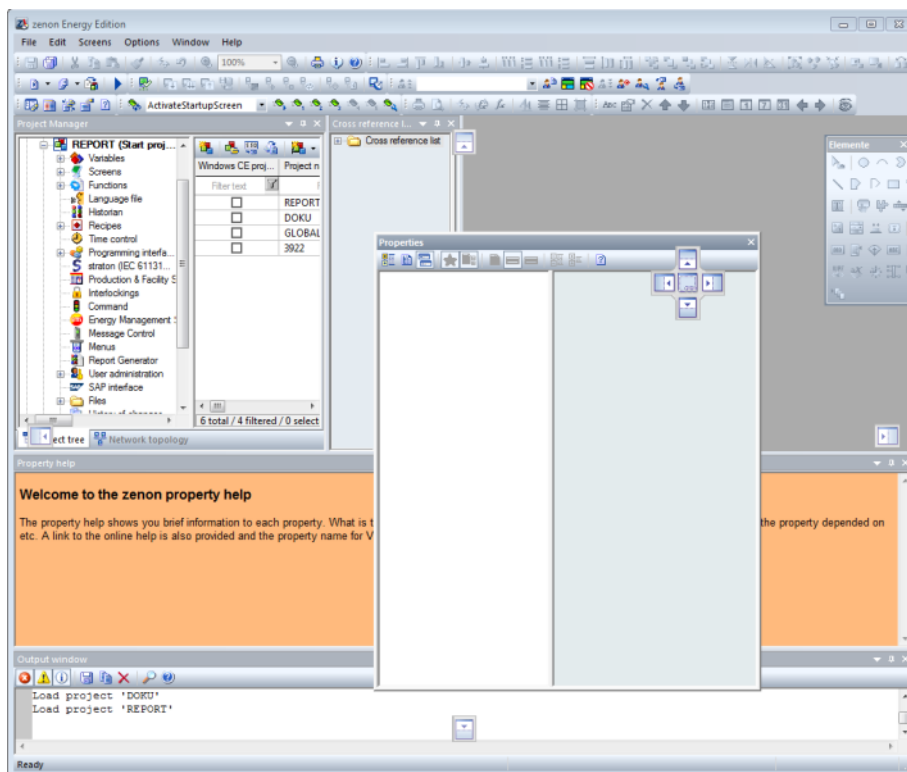 zenon Energy Edition
File Edit Screens Options Window Help
100%
ActivateStartupScreen
Project Manager
Cross reference l...
REPORT (Start proj...
Variables
Screens
Functions
Language file
Historian
Recipes
Time control
Programming interfa...
straton (IEC 61131...
Production & Facility S
Interlockings
Command
Energy Management
Message Control
Menus
Report Generator
User administration
SAP interface
Files
Windows CE proj... Project n
Filter text
REPORT
DOKU
GLOBAL
3922
6 total / 4 filtered / 0 select
Cross reference list
Elemente
Properties
ect tree
Network topology
Property help
Welcome to the zenon property help
The property help shows you brief information to each property. What is t
the property depended on
etc. A link to the online help is also provided and the property name for V
Output window
Load project 'DOKU'
Load project 'REPORT'
Ready